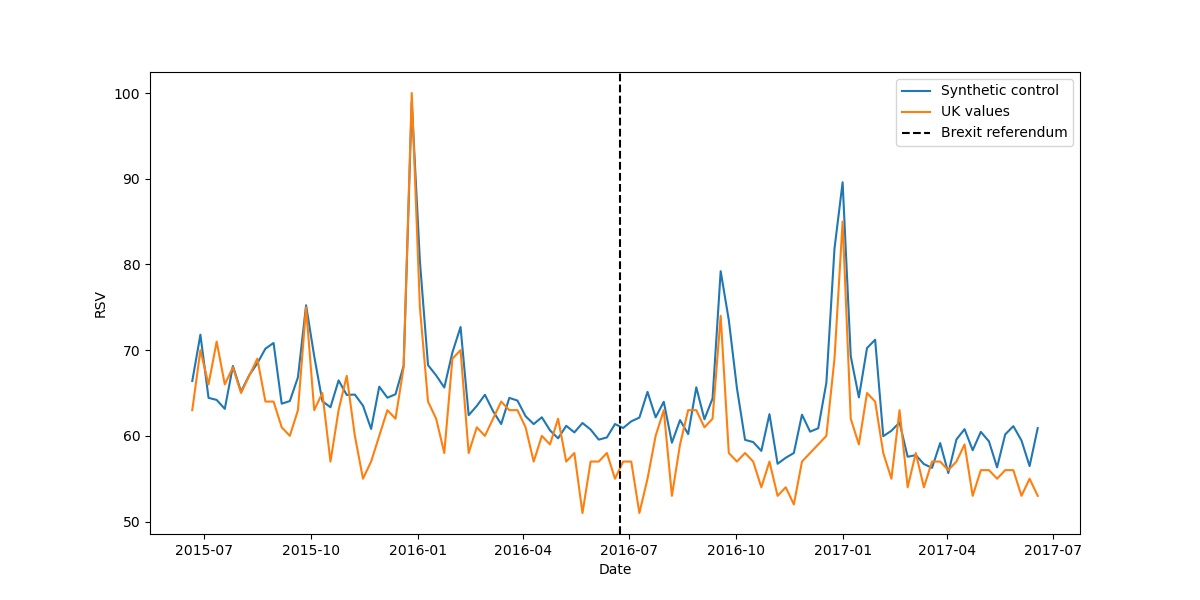 Synthetic control
UK values
Brexit referendum
RSV
100
90
80
70
60
50
2015-07 2015-10 2016-01 2016-04 2016-07 2016-10 2017-01 2017-04 2017-07
Date